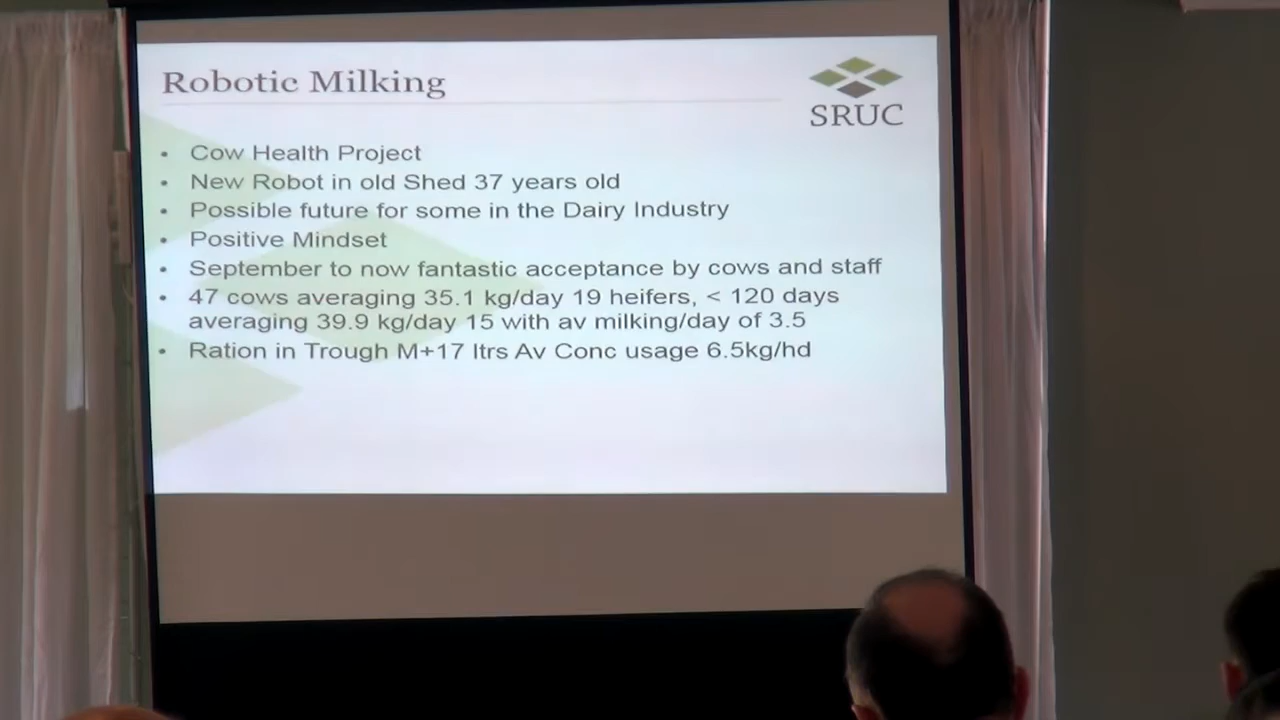 Robotic Milking
SRUC
• Cow Health Project
• New Robot in old Shed 37 years old
• Possible future for some in the Dairy Industry
• Positive Mindset
• September to now fantastic acceptance by cows and staff
• 47 cows averaging 35.1 kg/day 19 heifers, < 120 days
averaging 39.9 kg/day 15 with av milking/day of 3.5
• Ration in Trough M+17 ltrs Av Conc usage 6.5kg/hd